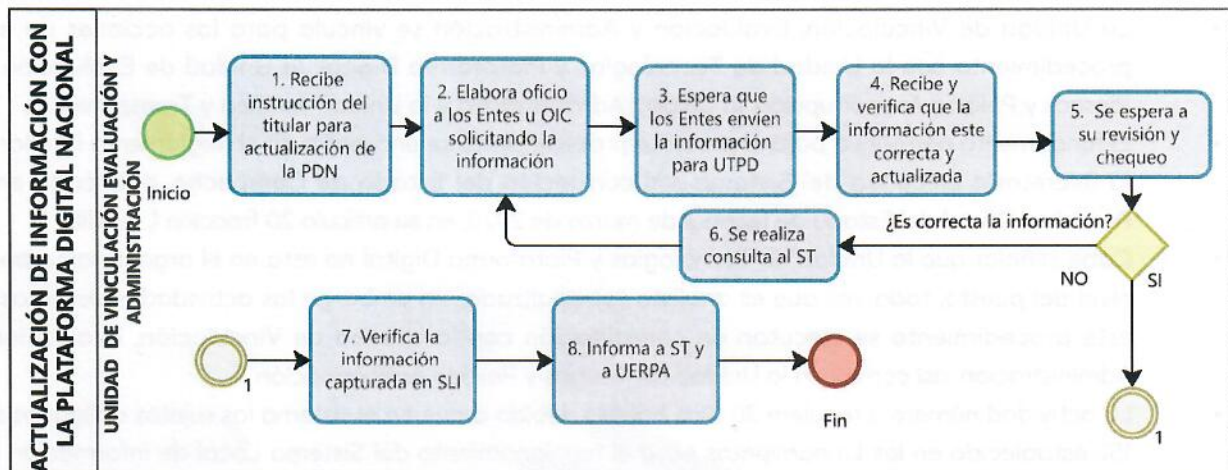 ACTUALIZACIÓN DE INFORMACIÓN CON
LA PLATAFORMA DIGITAL NACIONAL
UNIDAD DE VINCULACIÓN EVALUACIÓN Y
ADMINISTRACIÓN
Inicio
1. Recibe
instrucción del
titular para
actualización de
la PDN
2. Elabora oficio
a los Entes u OIC
solicitando la
información
3. Espera que
los Entes envíen
la información
para UTPD
4. Recibe y
verifica que la
información este
correcta y
actualizada
5. Se espera a
su revisión y
chequeo
¿Es correcta la información?
6. Se realiza
consulta al ST
NO
SI
1
7. Verifica la
información
capturada en SLI
8. Informa a ST y
a UERPA
Fin
1